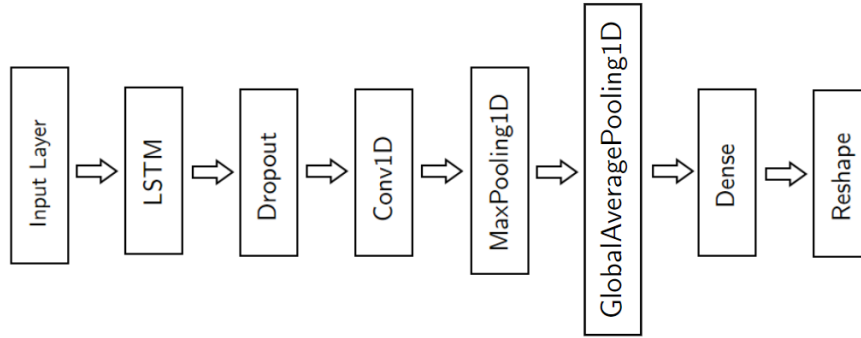 Input Layer
LSTM
Dropout
Conv1D
MaxPooling1D
GlobalAveragePooling1D
Dense
Reshape